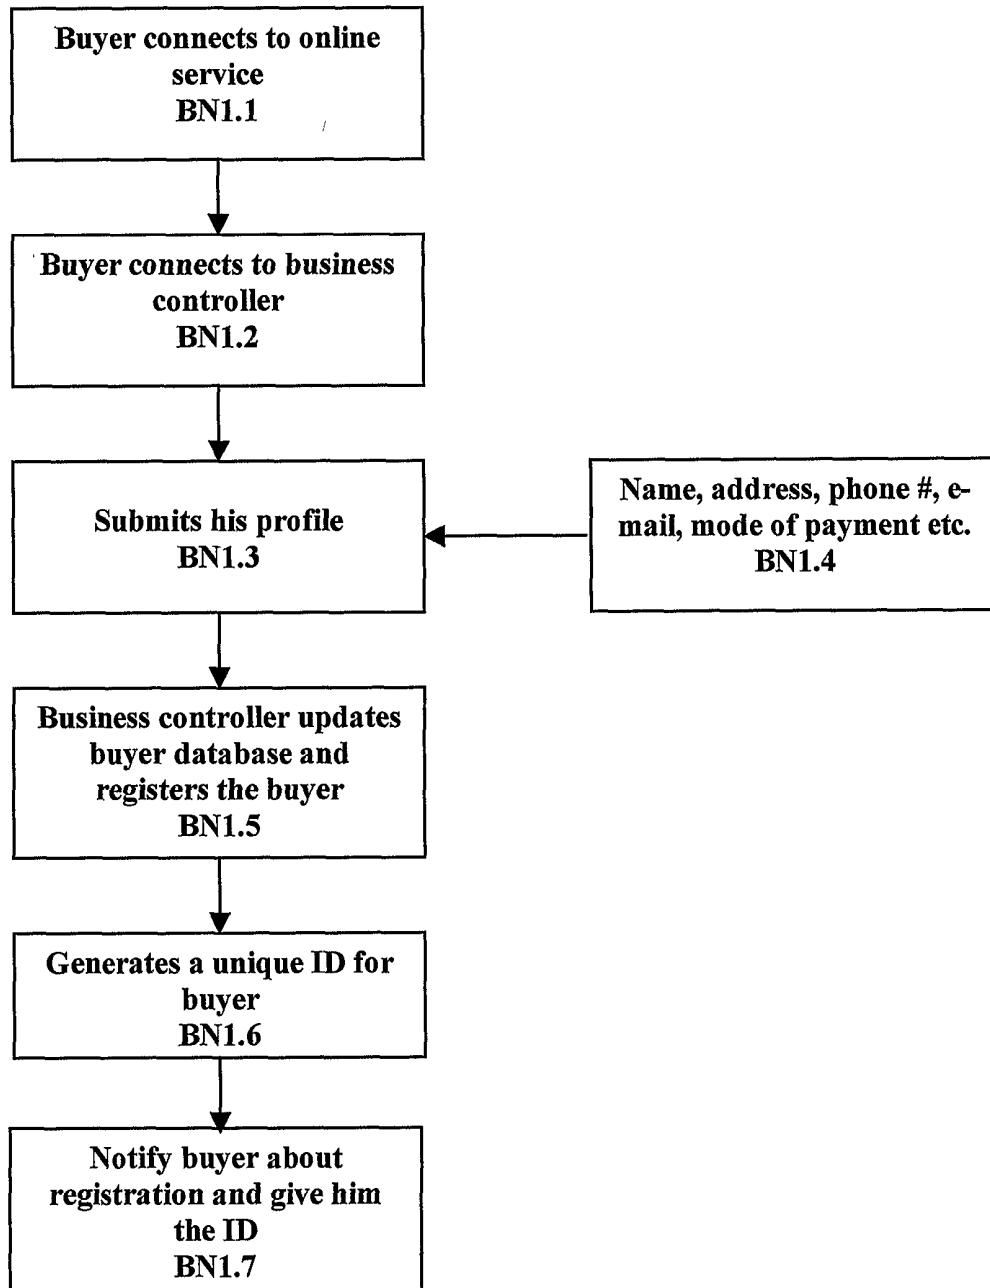 Buyer connects to online
service
BN1.1
Buyer connects to business
controller
BN1.2
Submits his profile
BN1.3
Name, address, phone #, e-
mail, mode of payment etc.
BN1.4
Business controller updates
buyer database and
registers the buyer
BN1.5
Generates a unique ID for
buyer
BN1.6
Notify buyer about
registration and give him
the ID
BN1.7